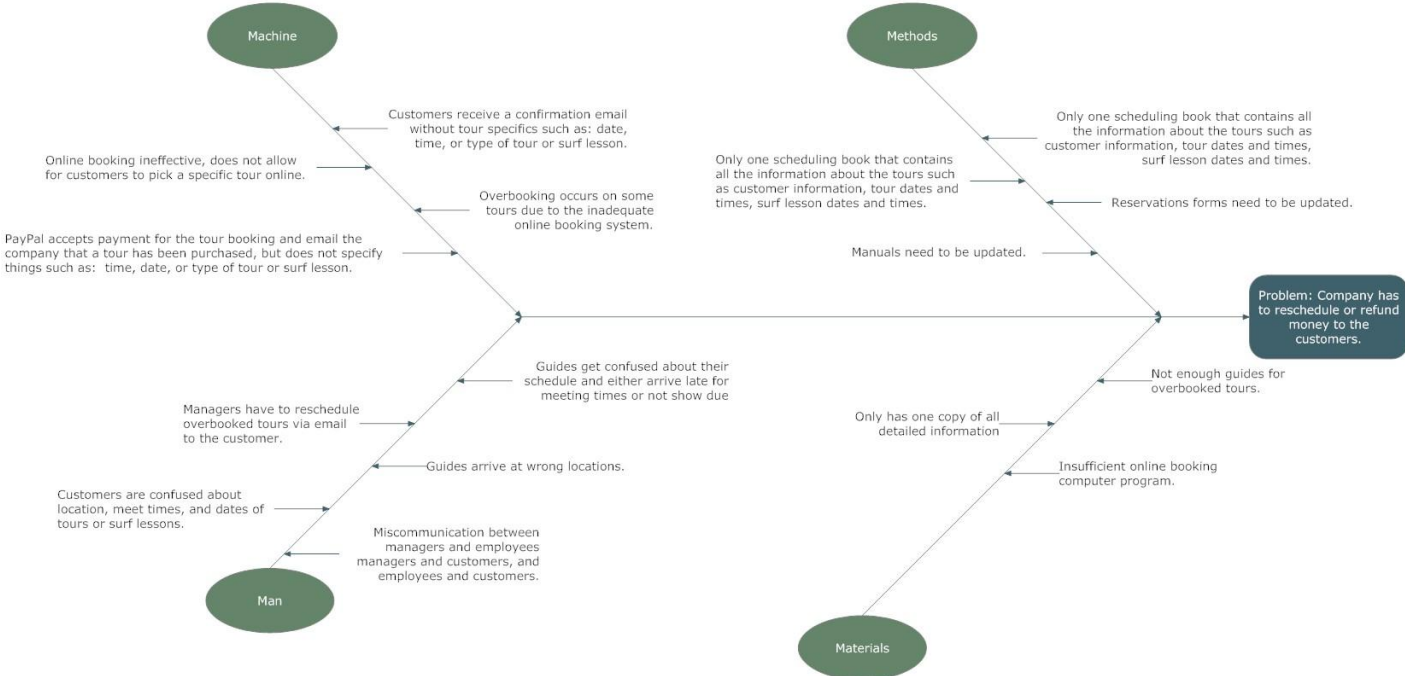 Machine
Methods
Customers receive a confirmation email
without tour specifics such as: date,
time, or type of tour or surf lesson.
Online booking ineffective, does not allow
for customers to pick a specific tour online.
Overbooking occurs on some
tours due to the inadequate
online booking system.
PayPal accepts payment for the tour booking and email the
company that a tour has been purchased, but does not specify
things such as: time, date, or type of tour or surf lesson.
Only one scheduling book that contains all
the information about the tours such as
customer information, tour dates and times,
surf lesson dates and times.
Only one scheduling book that contains
all the information about the tours such
as customer information, tour dates and
times, surf lesson dates and times.
Reservations forms need to be updated.
Manuals need to be updated.
Problem: Company has
to reschedule or refund
money to the
customers.
Guides get confused about their
schedule and either arrive late for
meeting times or not show due
Managers have to reschedule
overbooked tours via email
to the customer.
Guides arrive at wrong locations.
Customers are confused about
location, meet times, and dates of
tours or surf lessons.
Miscommunication between
managers and employees
managers and customers, and
employees and customers.
Man
Not enough guides for
overbooked tours.
Only has one copy of all
detailed information
Insufficient online booking
computer program.
Materials